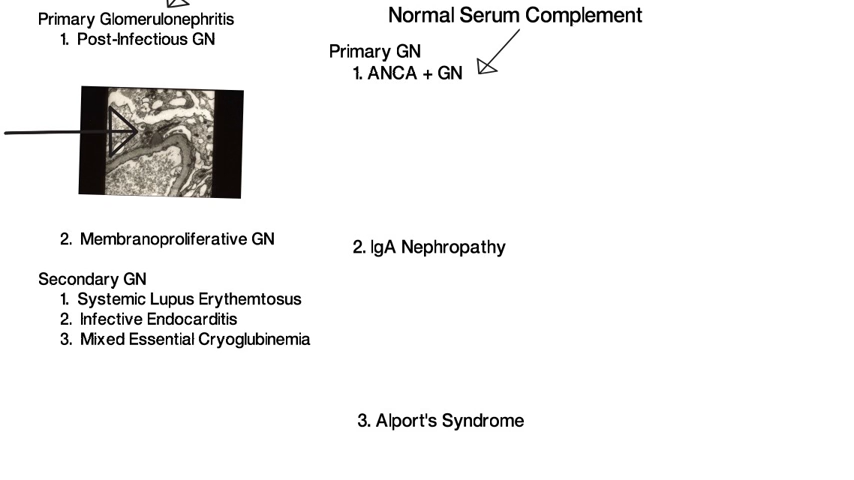 Primary Glomerulonephritis
1. Post-Infectious GN
2. Membranoproliferative GN
Secondary GN
1. Systemic Lupus Erythemtosus
2. Infective Endocarditis
3. Mixed Essential Cryoglubinemia
Normal Serum Complement
Primary GN
1. ANCA + GN
2. IgA Nephropathy
3. Alport's Syndrome